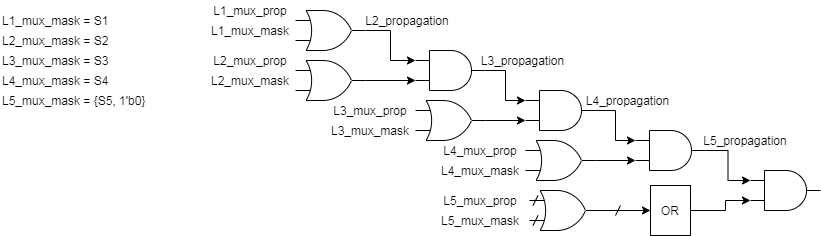 L1_mux_mask = S1
L2_mux_mask = S2
L3_mux_mask = S3
L4_mux_mask = S4
L5_mux_mask = {S5, 1'b0}
L1_mux_prop
L1_mux_mask
L2_propagation
L2_mux_prop
L2_mux_mask
L3_propagation
L3_mux_prop
L3_mux_mask
L4_propagation
L4_mux_prop
L4_mux_mask
L5_propagation
L5_mux_prop
L5_mux_mask
OR